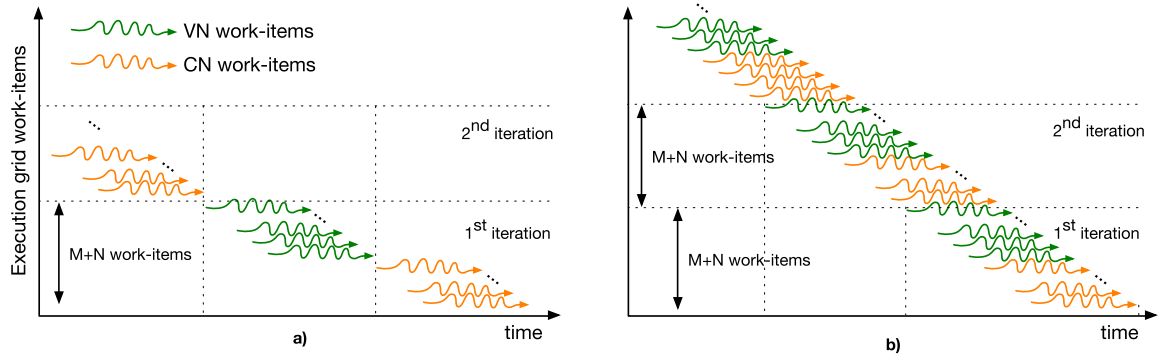 Execution grid work-items
VN work-items
CN work-items
2nd iteration
M+N work-items
1st iteration
time
a)
2nd iteration
M+N work-items
1st iteration
M+N work-items
time
b)